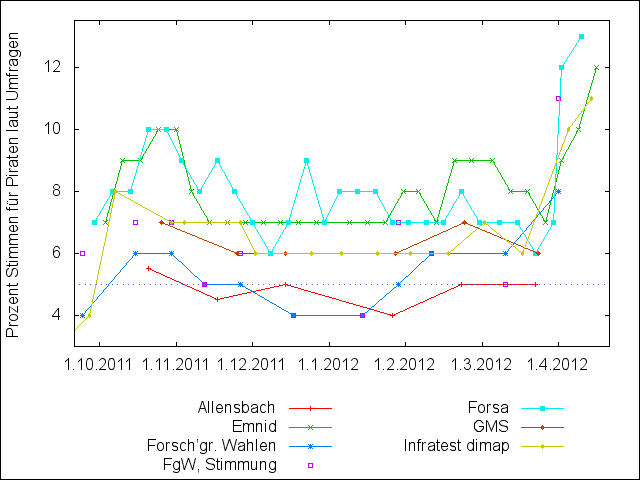 Prozent Stimmen für Piraten laut Umfragen
12
10
8
6
4
1.10.2011 1.11.2011 1.12.2011 1.1.2012 1.2.2012 1.3.2012 1.4.2012
Allensbach Forsa
Emnid GMS
Forsch'gr. Wahlen Infratest dimap
FgW, Stimmung